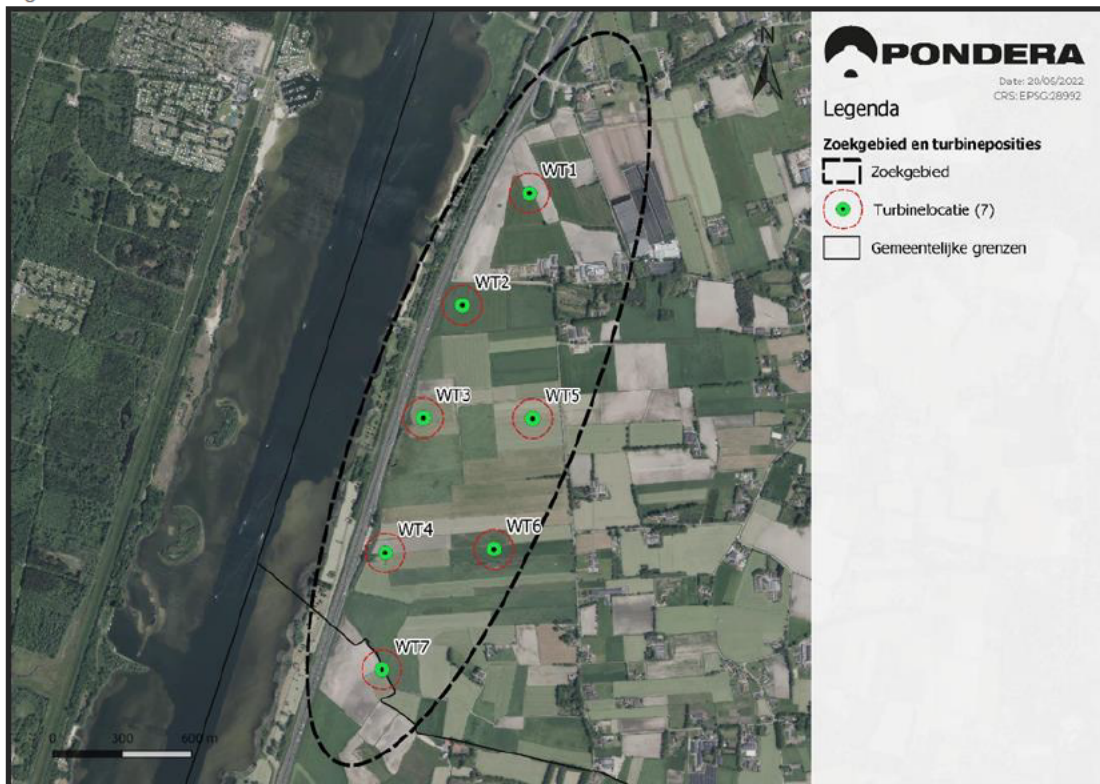 N
WT1
WT2
WT3
WT5
WT4
WT6
WT7
0 300 600 m
PONDERA
Date: 20/05/2022
CRS: EPSG:28992
Legenda
Zoekgebied en turbineposities
Zoekgebied
Turbinelocatie (7)
Gemeentelijke grenzen